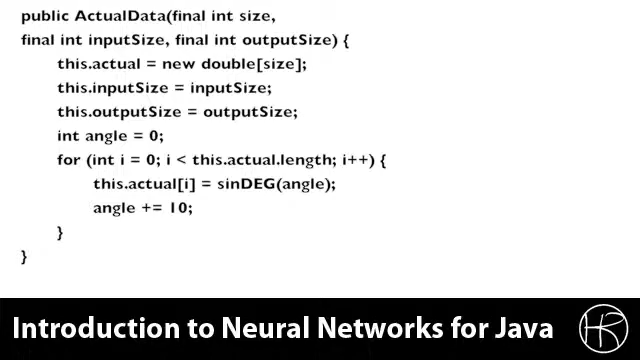 public ActualData(final int size,
final int inputSize, final int outputSize) {
this.actual = new double[size];
this.inputSize = inputSize;
this.outputSize = outputSize;
int angle = 0;
for (int i = 0; i < this.actual.length; i++) {
this.actual[i] = sinDEG(angle);
angle += 10;
}
}
Introduction to Neural Networks for Java
HR